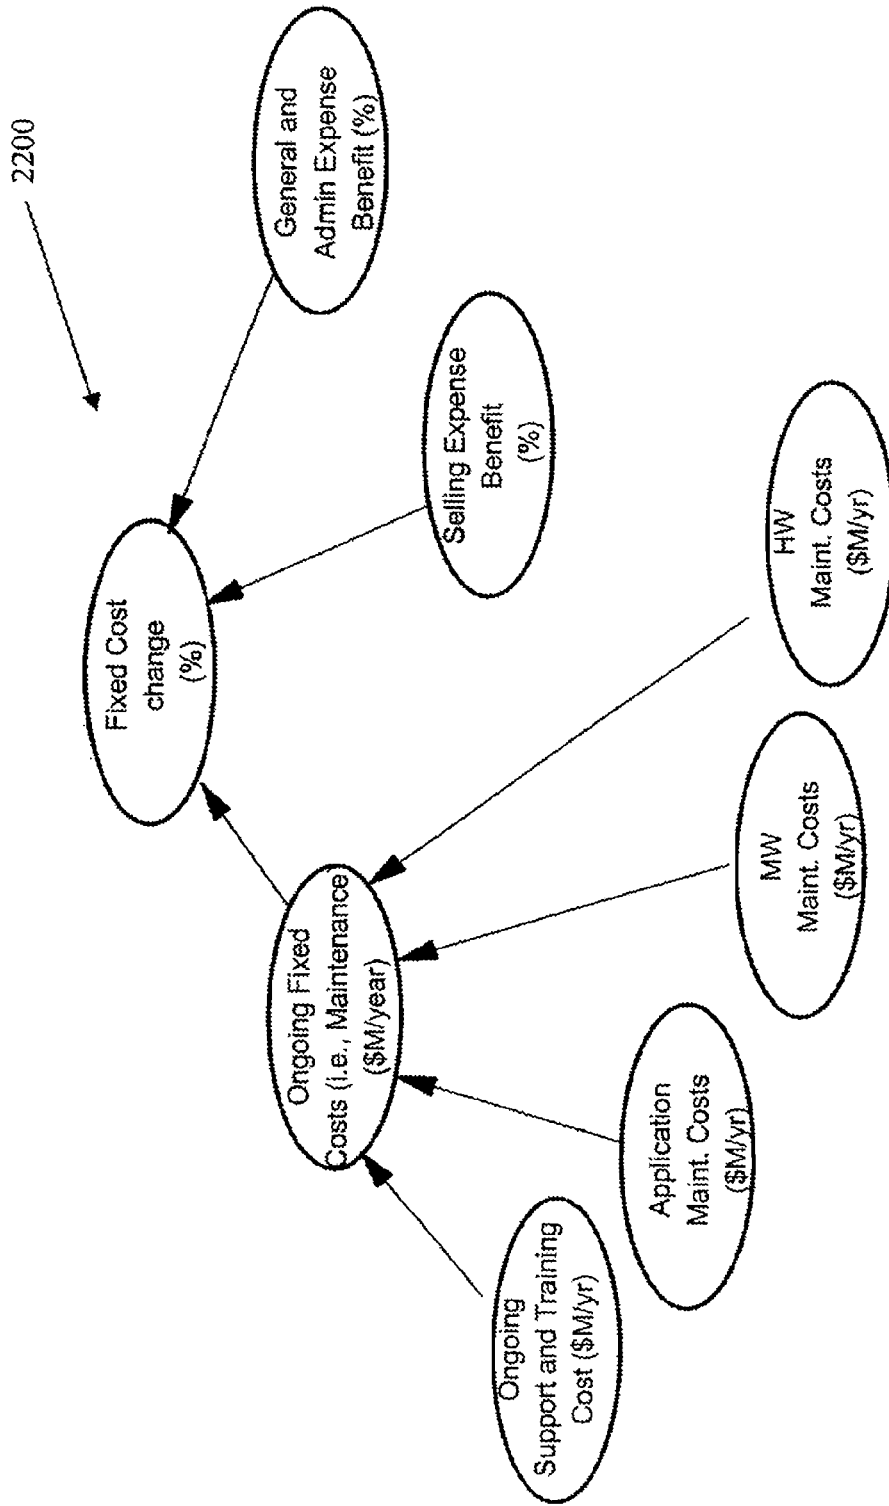 2200
Fixed Cost
change
(%)
General and
Admin Expense
Benefit (%)
Ongoing Fixed
Costs (i.e., Maintenance
($M/year)
Selling Expense
Benefit
(%)
Ongoing
Support and Training
Cost ($M/yr)
Application
Maint. Costs
($M/yr)
MW
Maint. Costs
($M/yr)
HW
Maint. Costs
($M/yr)